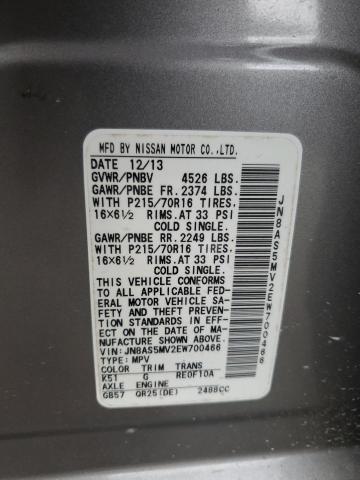 MFD BY NISSAN MOTOR CO.,LTD.
DATE 12/13
GVWR/PNBV 4526 LBS.
GAWR/PNBE FR. 2374 LBS.
WITH P215/70R16 TIRES.
16X6½ RIMS. AT 33 PSI
COLD SINGLE.
GAWR/PNBE RR. 2249 LBS.
WITH P215/70R16 TIRES.
16X6½ RIMS. AT 33 PSI
COLD SINGLE.
THIS VEHICLE CONFORMS
TO ALL APPLICABLE FED-
ERAL MOTOR VEHICLE SA-
FETY AND THEFT PREVEN-
TION STANDARDS IN EFF-
ECT ON THE DATE OF MA-
NUFACTURE SHOWN ABOVE.
VIN:JN8AS5MV2EW700466
TYPE:MPV
COLOR TRIM TRANS
K51 G RE0F10A
AXLE ENGINE
GB57 QR25(DE) 2488CC
JN8AS5MV2EW700466